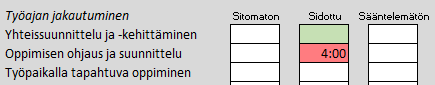 Työajan jakautuminen Sitomaton Sidottu Sääntelemätön
Yhteissuunnittelu ja -kehittäminen
Oppimisen ohjaus ja suunnittelu 4:00
Työpaikalla tapahtuva oppiminen